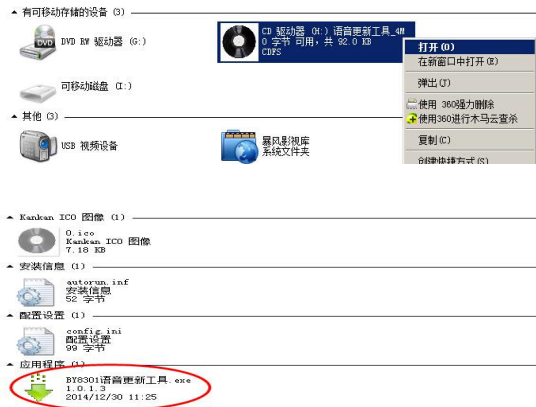 有可移动存储的设备 (3)
DVD RW 驱动器 (G:)
CD 驱动器 (H:) 语音更新工具_4M
0 字节 可用，共 92.0 KB
CDFS
打开(O)
在新窗口中打开(E)
弹出(J)
使用 360强力删除
使用360进行木马云查杀
复制(C)
创建快捷方式(S)
可移动磁盘 (I:)
其他 (3)
USB 视频设备
暴风影视库
系统文件夹
Kankan ICO 图像 (1)
0.ico
Kankan ICO 图像
7.18 KB
安装信息 (1)
autorun.inf
安装信息
52 字节
配置设置 (1)
config.ini
配置设置
99 字节
应用程序 (1)
BY8301语音更新工具.exe
1.0.1.3
2014/12/30 11:25